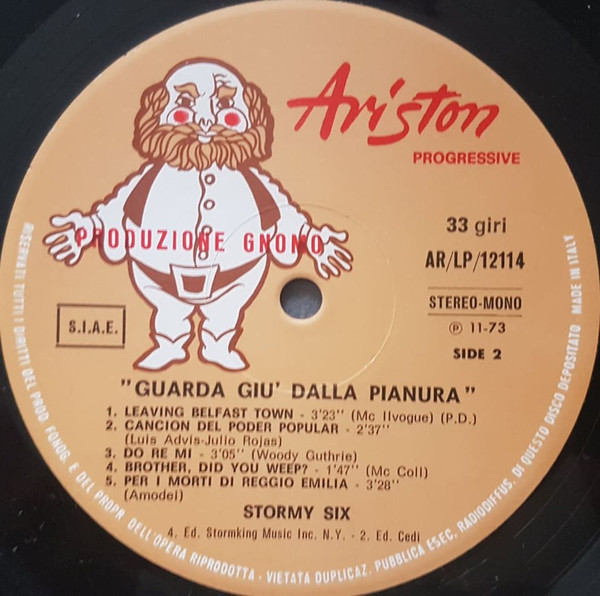 Ariston
PROGRESSIVE
PRODUZIONE GNOMO
33 giri
AR/LP/12114
STEREO-MONO
Ⓟ 11-73
SIDE 2
S.I.A.E.
"GUARDA GIU' DALLA PIANURA"
1. LEAVING BELFAST TOWN - 3'23'' (Mc Ilvogue) (P.D.)
2. CANCION DEL PODER POPULAR - 2'37''
(Luis Advis-Julio Rojas)
3. DO RE MI - 3'05'' (Woody Guthrie)
4. BROTHER, DID YOU WEEP? - 1'47'' (Mc Coll)
5. PER I MORTI DI REGGIO EMILIA - 3'28''
(Amodei)
STORMY SIX
4. Ed. Stormking Music Inc. N.Y. - 2. Ed. Cedi
RISERVATI TUTTI I DIRITTI DEL PROD. FONOG. E DEL PROPR. DELL'OPERA RIPRODOTTA - VIETATA DUPLICAZ. PUBBLICA ESEC. RADIODIFFUS. DI QUESTO DISCO DEPOSITATO MADE IN ITALY